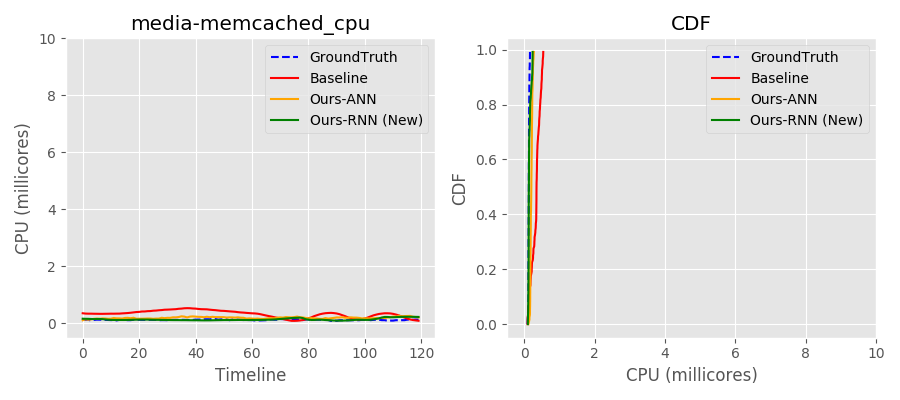 media-memcached_cpu
CPU (millicores)
10
8
6
4
2
0
0 20 40 60 80 100 120
Timeline
GroundTruth
Baseline
Ours-ANN
Ours-RNN (New)
CDF
CDF
1.0
0.8
0.6
0.4
0.2
0.0
0 2 4 6 8 10
CPU (millicores)
GroundTruth
Baseline
Ours-ANN
Ours-RNN (New)